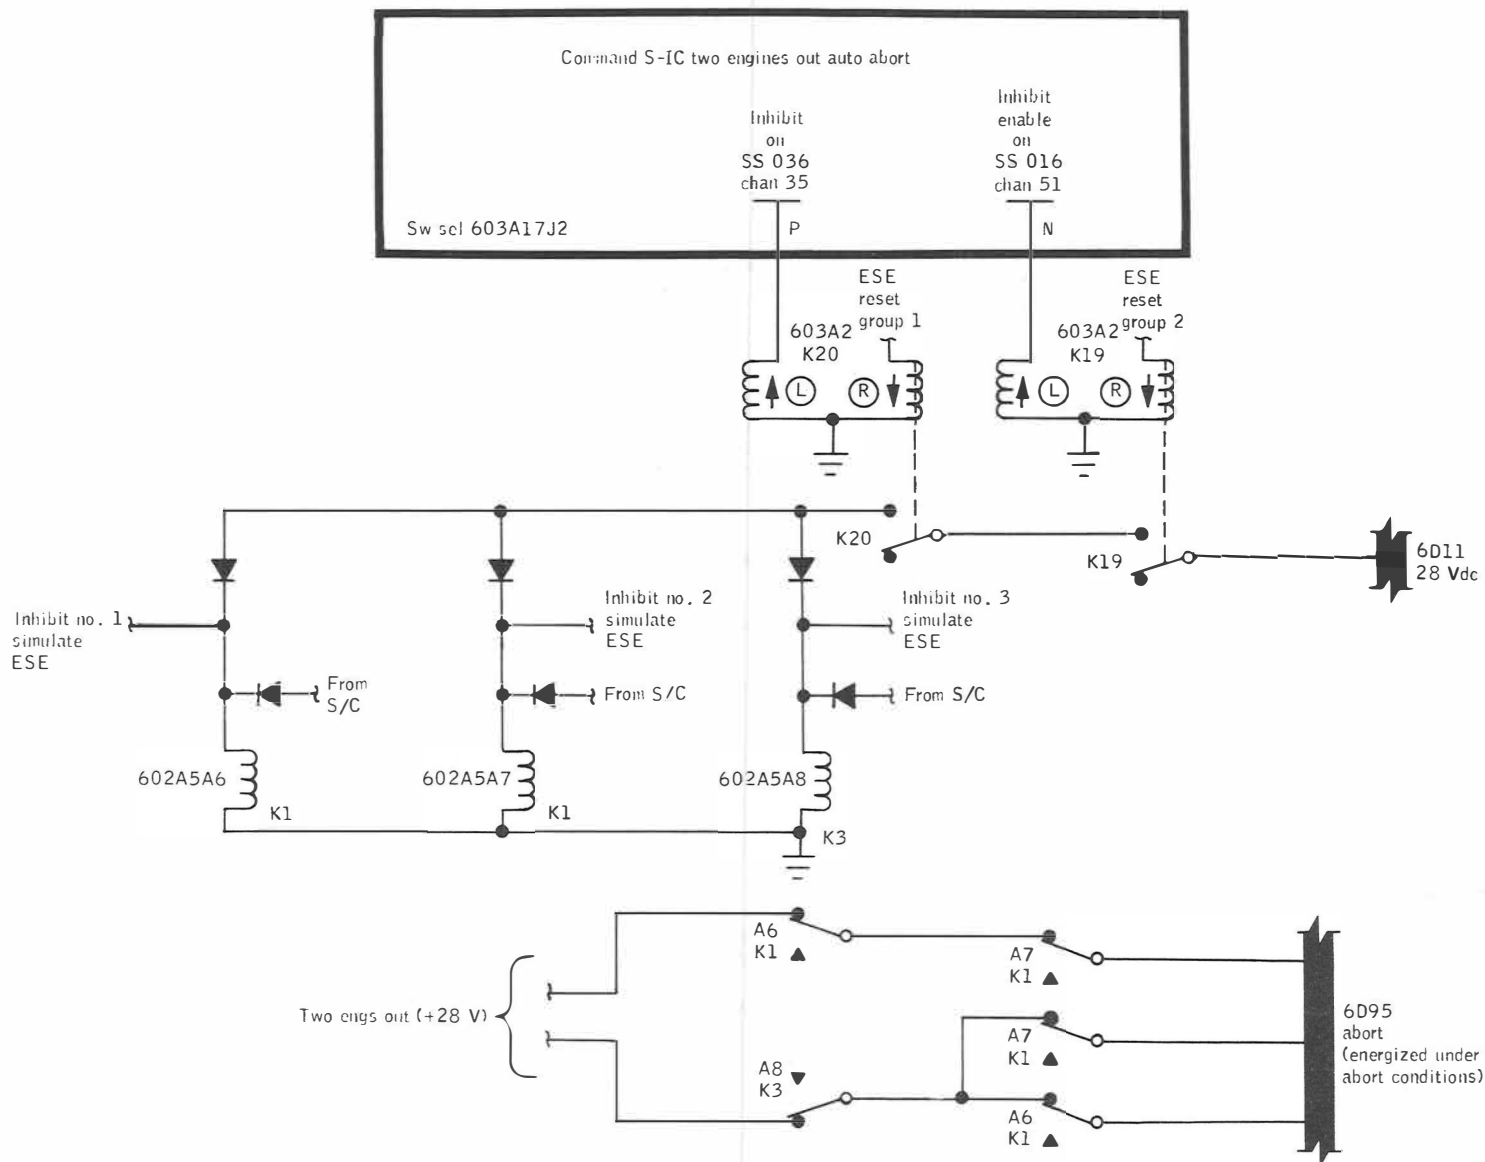 Command S-IC two engines out auto abort
Inhibit
on
SS 036
chan 35
Inhibit
enable
on
SS 016
chan 51
Sw sel 603A17J2
P
N
ESE
reset
group 1
603A2
K20
L
R
ESE
reset
group 2
603A2
K19
L
R
K20
K19
6D11
28 Vdc
Inhibit no. 1
simulate
ESE
Inhibit no. 2
simulate
ESE
Inhibit no. 3
simulate
ESE
From
S/C
From S/C
From S/C
602A5A6
K1
602A5A7
K1
602A5A8
K3
A6
K1
A7
K1
Two engs out (+28 V)
A7
K1
A8
K3
A6
K1
6D95
abort
(energized under
abort conditions)